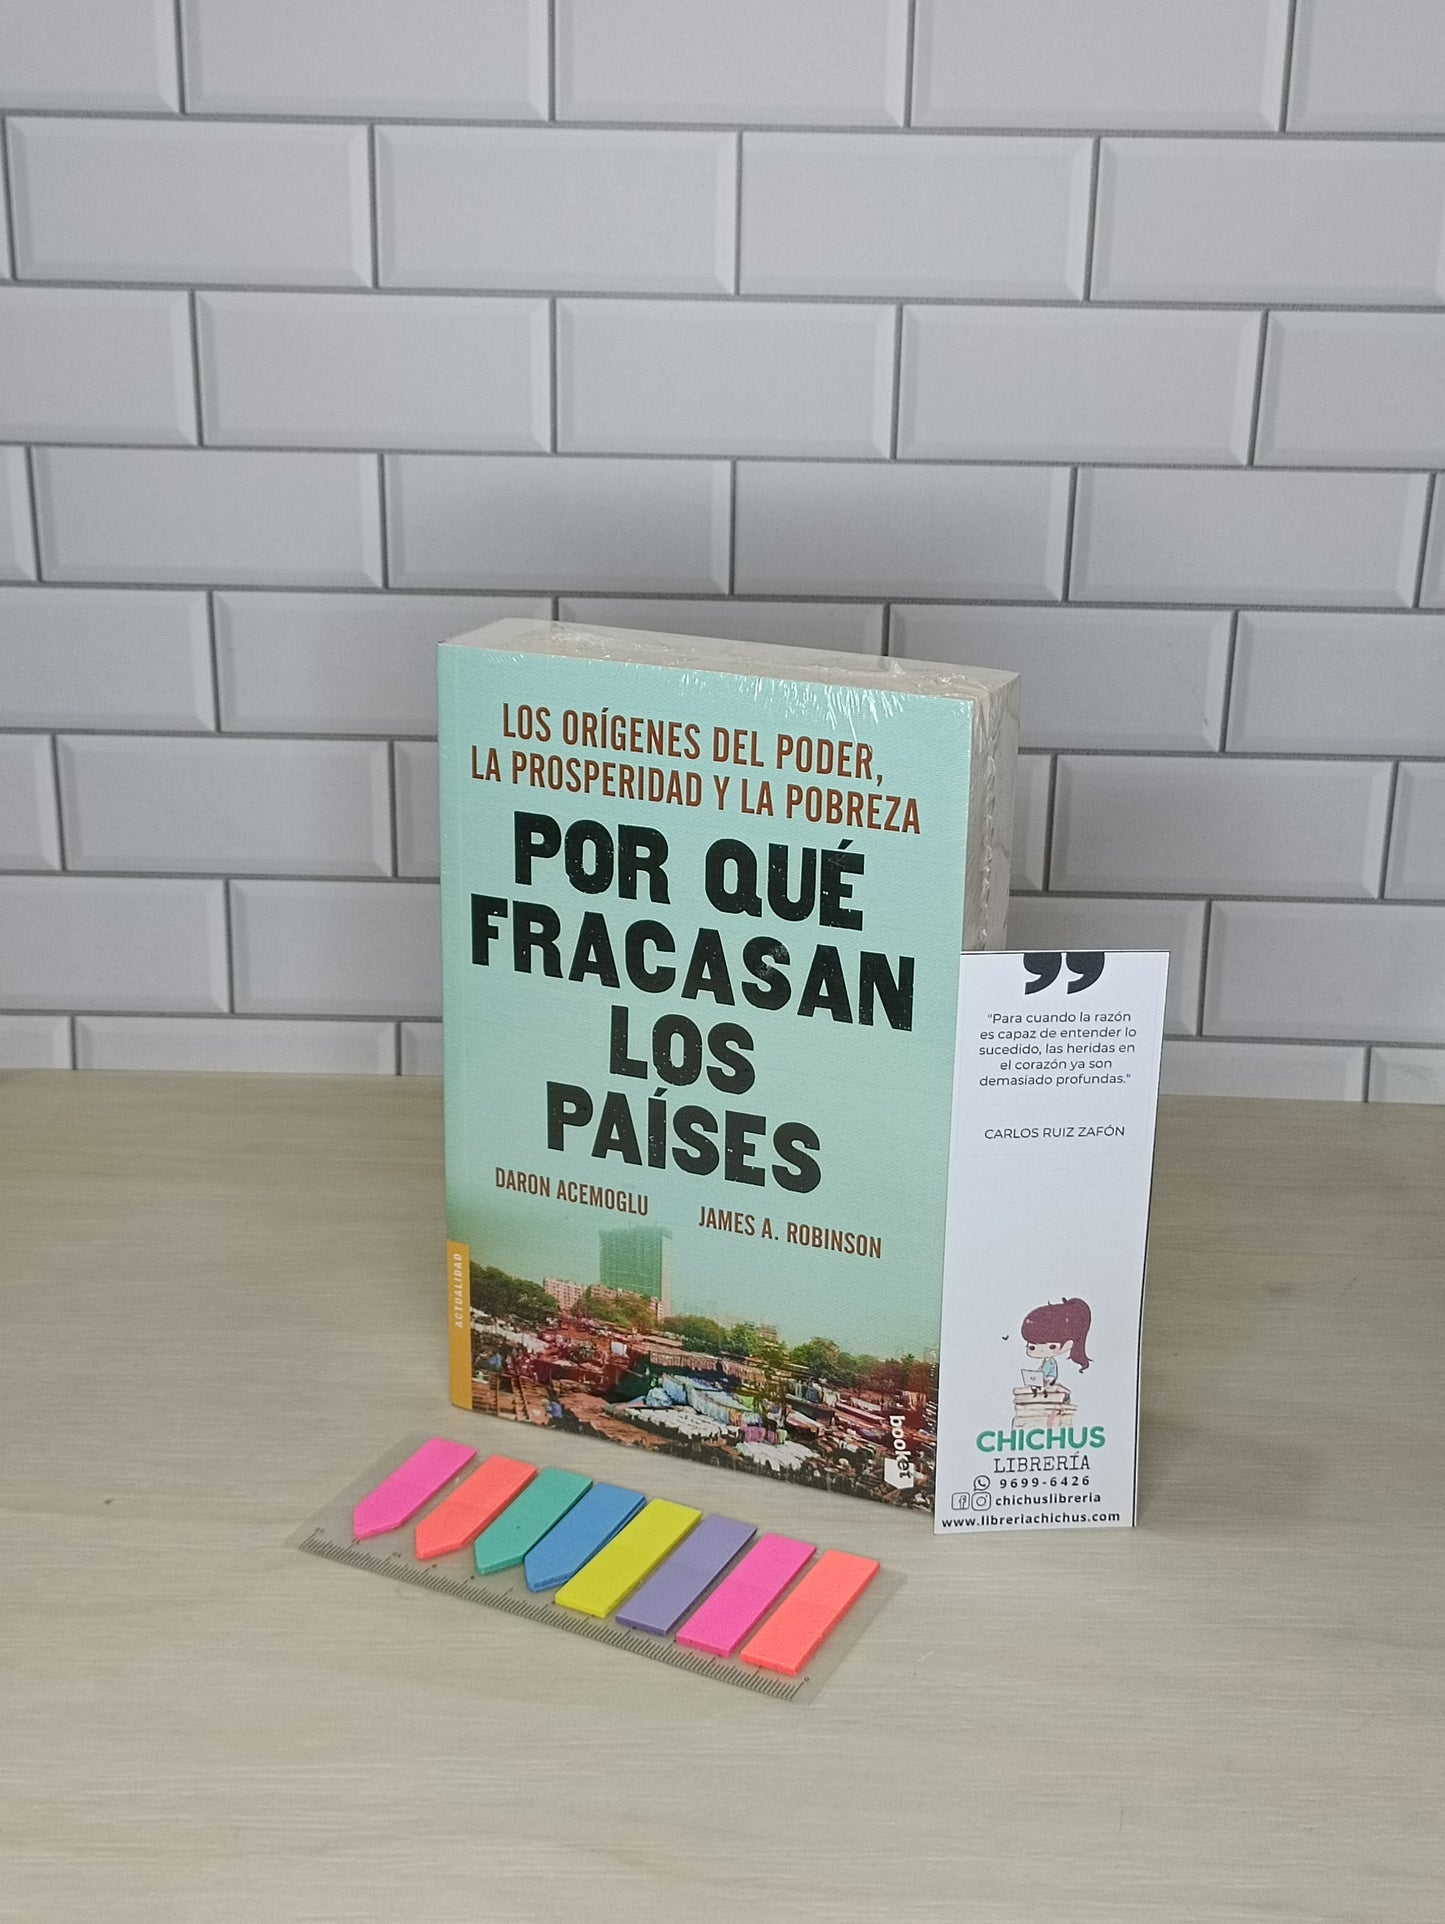 LOS ORÍGENES DEL PODER,
LA PROSPERIDAD Y LA POBREZA
POR QUÉ
FRACASAN
LOS
PAÍSES
DARON ACEMOGLU
JAMES A. ROBINSON
ACTUALIDAD
booket
"Para cuando la razón
es capaz de entender lo
sucedido, las heridas en
el corazón ya son
demasiado profundas."
CARLOS RUIZ ZAFÓN
CHICHUS
LIBRERÍA
9699-6426
chichuslibreria
www.libreriachichus.com